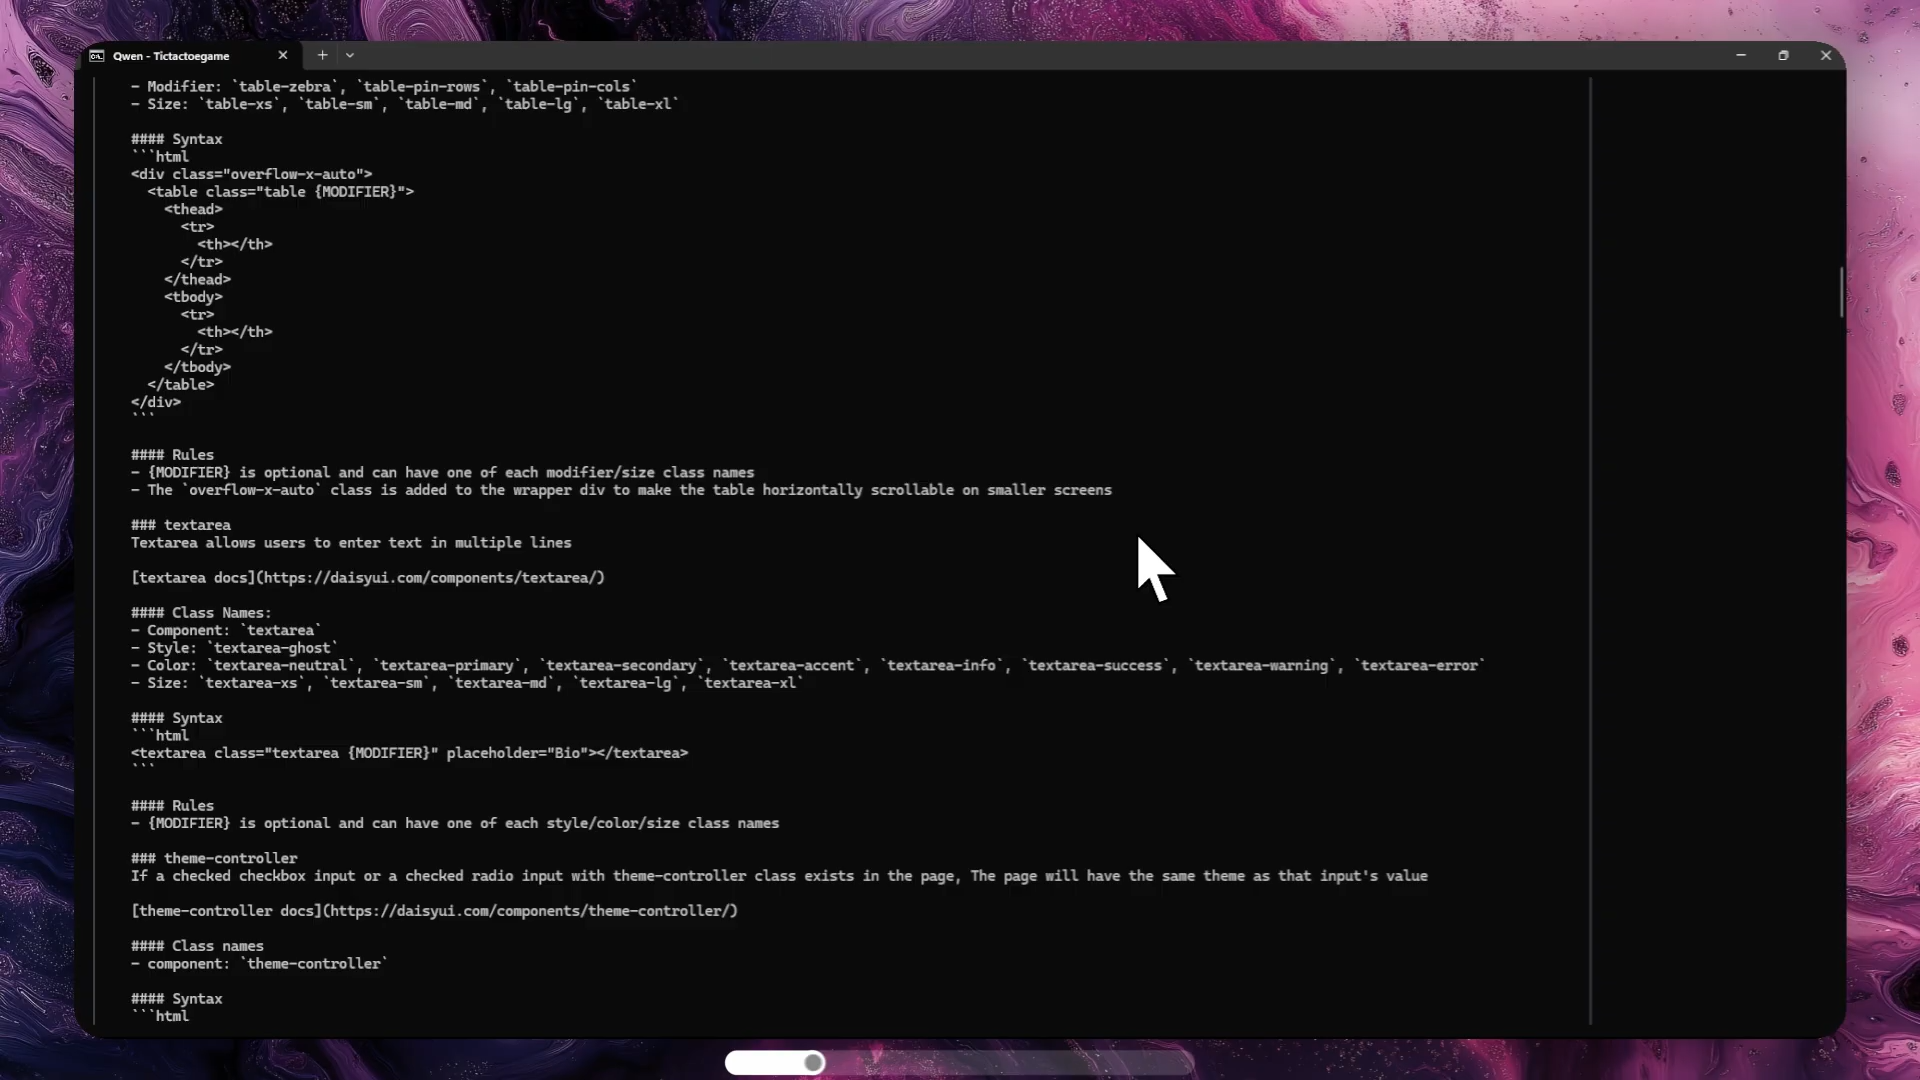 Qwen - Tictactoegame
- Modifier: `table-zebra`, `table-pin-rows`, `table-pin-cols`
- Size: `table-xs`, `table-sm`, `table-md`, `table-lg`, `table-xl`
#### Syntax
```html
<div class="overflow-x-auto">
<table class="table {MODIFIER}">
<thead>
<tr>
<th></th>
</tr>
</thead>
<tbody>
<tr>
<th></th>
</tr>
</tbody>
</table>
</div>
```
#### Rules
- {MODIFIER} is optional and can have one of each modifier/size class names
- The `overflow-x-auto` class is added to the wrapper div to make the table horizontally scrollable on smaller screens
### textarea
Textarea allows users to enter text in multiple lines
[textarea docs](https://daisyui.com/components/textarea/)
#### Class Names:
- Component: `textarea`
- Style: `textarea-ghost`
- Color: `textarea-neutral`, `textarea-primary`, `textarea-secondary`, `textarea-accent`, `textarea-info`, `textarea-success`, `textarea-warning`, `textarea-error`
- Size: `textarea-xs`, `textarea-sm`, `textarea-md`, `textarea-lg`, `textarea-xl`
#### Syntax
```html
<textarea class="textarea {MODIFIER}" placeholder="Bio"></textarea>
```
#### Rules
- {MODIFIER} is optional and can have one of each style/color/size class names
### theme-controller
If a checked checkbox input or a checked radio input with theme-controller class exists in the page, The page will have the same theme as that input's value
[theme-controller docs](https://daisyui.com/components/theme-controller/)
#### Class names
- component: `theme-controller`
#### Syntax
```html